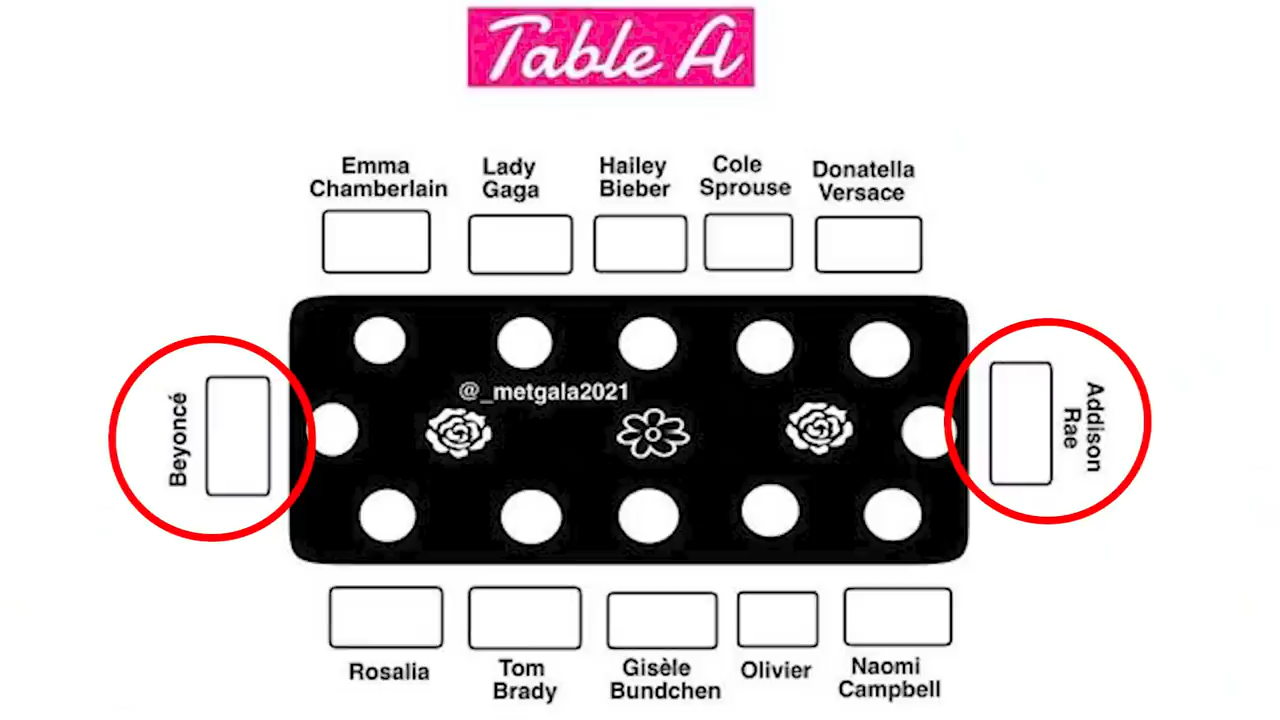 Table A
Emma
Chamberlain
Lady
Gaga
Hailey
Bieber
Cole
Sprouse
Donatella
Versace
Beyoncé
@_metgala2021
Addison
Rae
Rosalia
Tom
Brady
Gisèle
Bundchen
Olivier
Naomi
Campbell